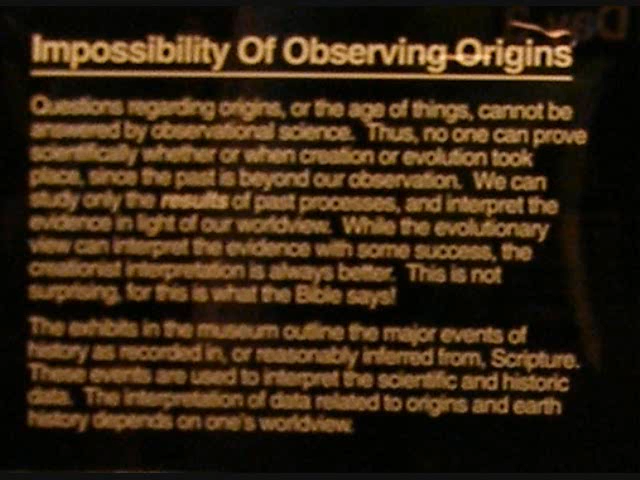 Day
Impossibility Of Observing Origins
Questions regarding origins, or the age of things, cannot be
answered by observational science. Thus, no one can prove
scientifically whether or when creation or evolution took
place, since the past is beyond our observation. We can
study only the results of past processes, and interpret the
evidence in light of our worldview. While the evolutionary
view can interpret the evidence with some success, the
creationist interpretation is always better. This is not
surprising, for this is what the Bible says!
The exhibits in the museum outline the major events of
history as recorded in, or reasonably inferred from, Scripture.
These events are used to interpret the scientific and historic
data. The interpretation of data related to origins and earth
history depends on one's worldview.